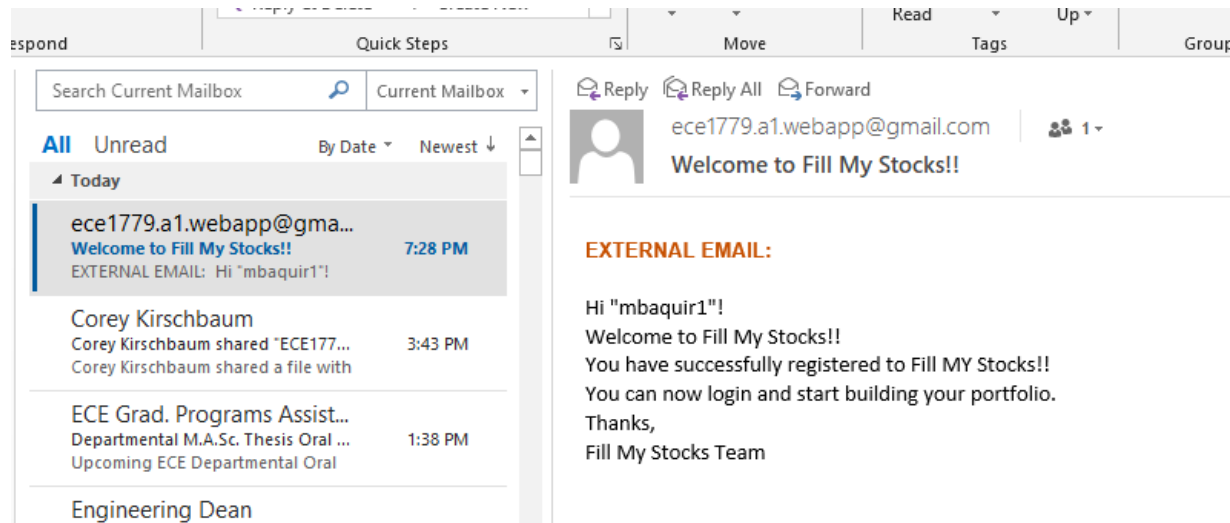 Read
Up
espond
Quick Steps
Move
Tags
Group
Search Current Mailbox
Current Mailbox
Reply
Reply All
Forward
All
Unread
By Date
Newest
Today
ece1779.a1.webapp@gma...
Welcome to Fill My Stocks!!
7:28 PM
EXTERNAL EMAIL: Hi "mbaquir1"!
Corey Kirschbaum
Corey Kirschbaum shared "ECE177...
3:43 PM
Corey Kirschbaum shared a file with
ECE Grad. Programs Assist...
Departmental M.A.Sc. Thesis Oral ...
1:38 PM
Upcoming ECE Departmental Oral
Engineering Dean
ece1779.a1.webapp@gmail.com
1
Welcome to Fill My Stocks!!
EXTERNAL EMAIL:
Hi "mbaquir1"!
Welcome to Fill My Stocks!!
You have successfully registered to Fill MY Stocks!!
You can now login and start building your portfolio.
Thanks,
Fill My Stocks Team